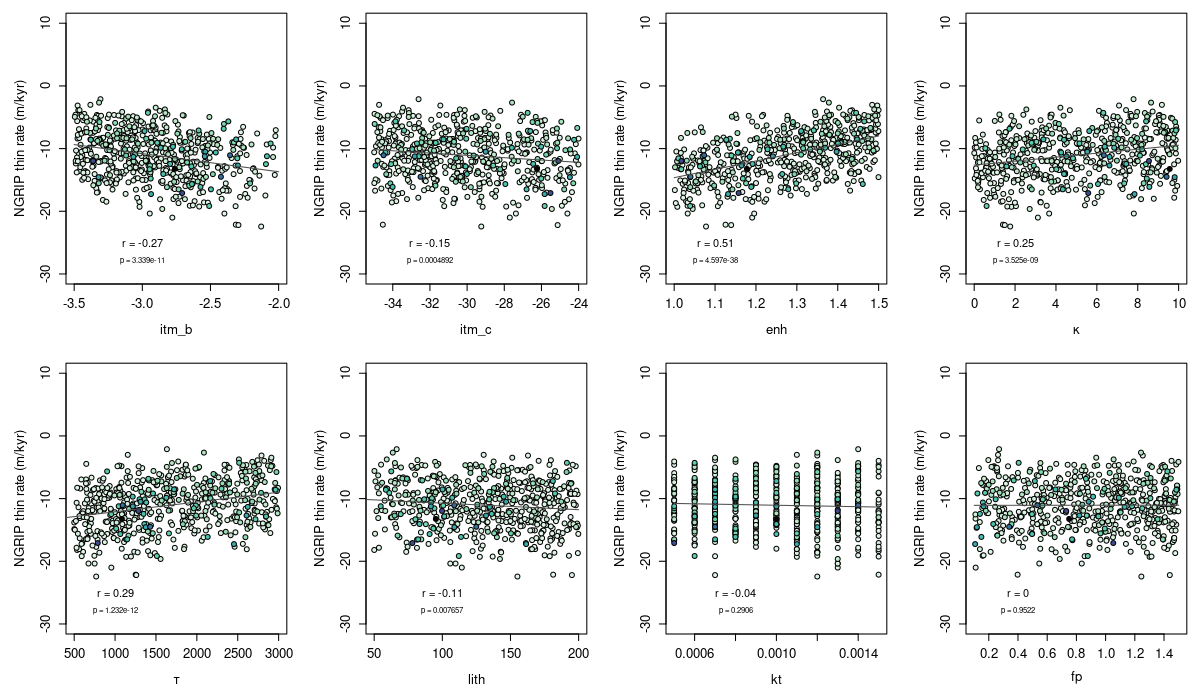 NGRIP thin rate (m/kyr)
10
0
-10
-20
-30
r = -0.27
p = 3.339e-11
-3.5 -3.0 -2.5 -2.0
itm_b
NGRIP thin rate (m/kyr)
10
0
-10
-20
-30
r = -0.15
p = 0.0004892
-34 -32 -30 -28 -26 -24
itm_c
NGRIP thin rate (m/kyr)
10
0
-10
-20
-30
r = 0.51
p = 4.597e-38
1.0 1.1 1.2 1.3 1.4 1.5
enh
NGRIP thin rate (m/kyr)
10
0
-10
-20
-30
r = 0.25
p = 3.525e-09
0 2 4 6 8 10
κ
NGRIP thin rate (m/kyr)
10
0
-10
-20
-30
r = 0.29
p = 1.232e-12
500 1000 1500 2000 2500 3000
τ
NGRIP thin rate (m/kyr)
10
0
-10
-20
-30
r = -0.11
p = 0.007657
50 100 150 200
lith
NGRIP thin rate (m/kyr)
10
0
-10
-20
-30
r = -0.04
p = 0.2906
0.0006 0.0010 0.0014
kt
NGRIP thin rate (m/kyr)
10
0
-10
-20
-30
r = 0
p = 0.9522
0.2 0.4 0.6 0.8 1.0 1.2 1.4
fp